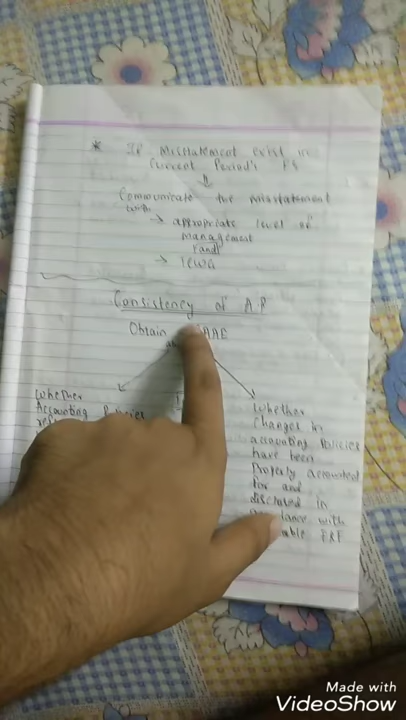 * If Misstatement exist in
Current Period's FS
Communicate the misstatement
with
→ appropriate level of
management
(and)
→ TCWG
Consistency of A.P
Obtain SAAE
Whether
Accounting Policies
Whether
changes in
accounting Policies
have been
Properly accounted
for and
disclosed in
with
FRF
Made with
VideoShow